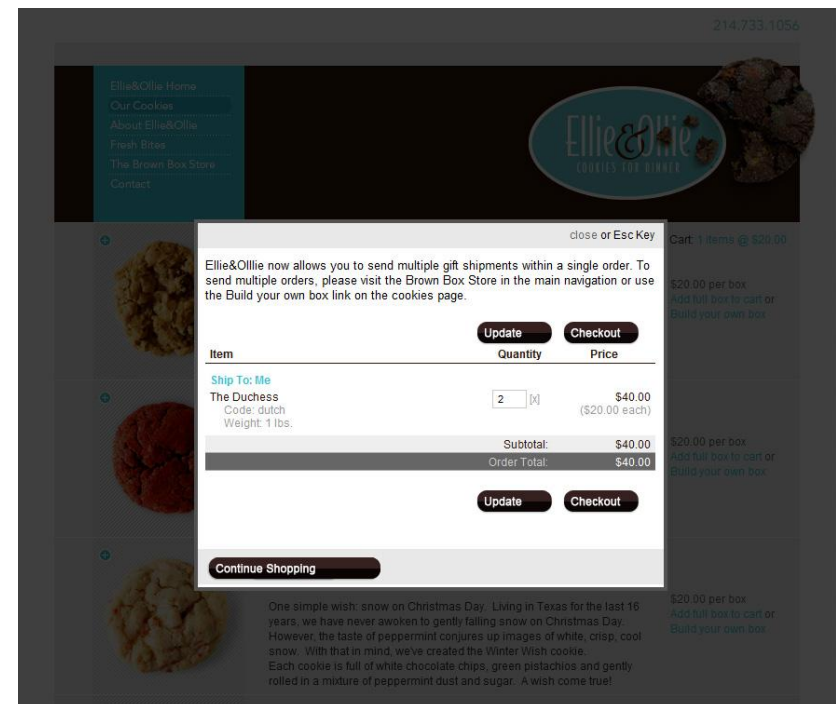 214.733.1056
Ellie&Ollie Home
Our Cookies
About Ellie&Ollie
Fresh Bites
The Brown Box Store
Contact
Ellie&Ollie
COOKIES FOR DINNER
close or Esc Key
Cart: 1 items @ $20.00
Ellie&Olllie now allows you to send multiple gift shipments within a single order. To
send multiple orders, please visit the Brown Box Store in the main navigation or use
the Build your own box link on the cookies page.
$20.00 per box
Add full box to cart or
Build your own box
Update Checkout
Item Quantity Price
Ship To: Me
The Duchess 2 [x] $40.00
Code: dutch ($20.00 each)
Weight: 1 lbs.
Subtotal: $40.00
Order Total: $40.00
$20.00 per box
Add full box to cart or
Build your own box
Update Checkout
Continue Shopping
One simple wish: snow on Christmas Day. Living in Texas for the last 16
years, we have never awoken to gently falling snow on Christmas Day.
However, the taste of peppermint conjures up images of white, crisp, cool
snow. With that in mind, we've created the Winter Wish cookie.
Each cookie is full of white chocolate chips, green pistachios and gently
rolled in a mixture of peppermint dust and sugar. A wish come true!
$20.00 per box
Add full box to cart or
Build your own box